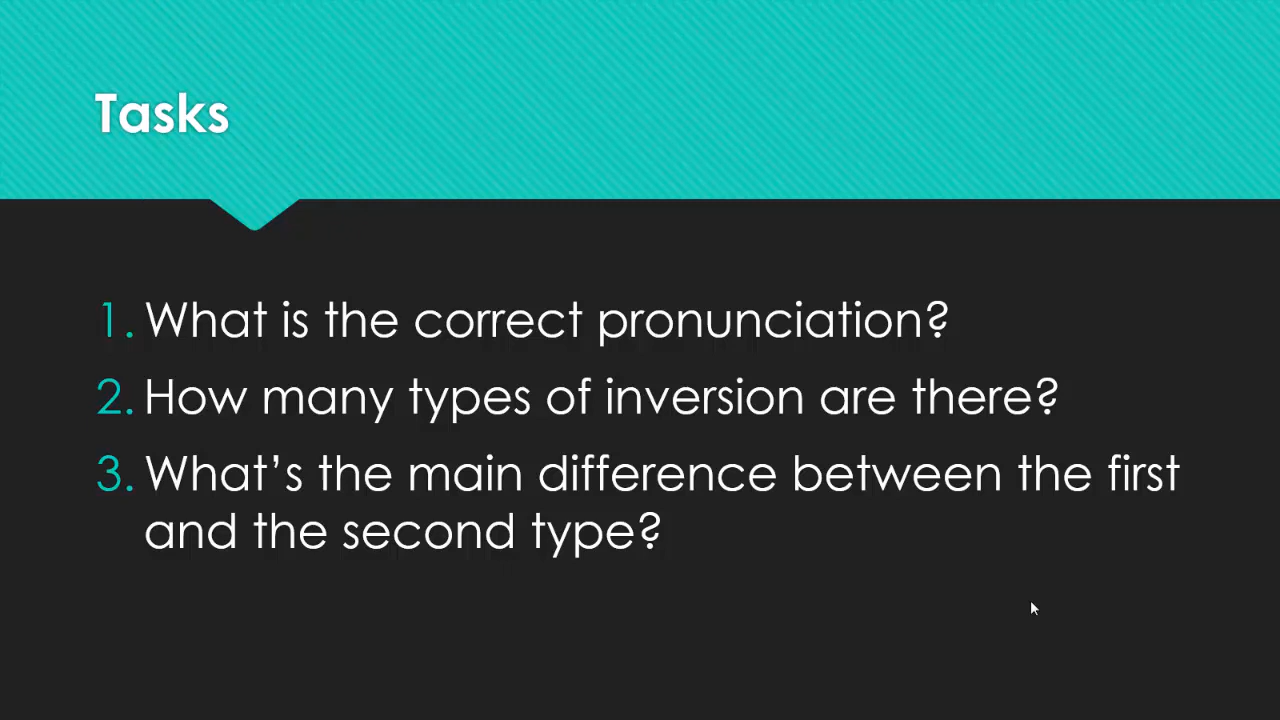 Tasks
1. What is the correct pronunciation?
2. How many types of inversion are there?
3. What’s the main difference between the first
and the second type?